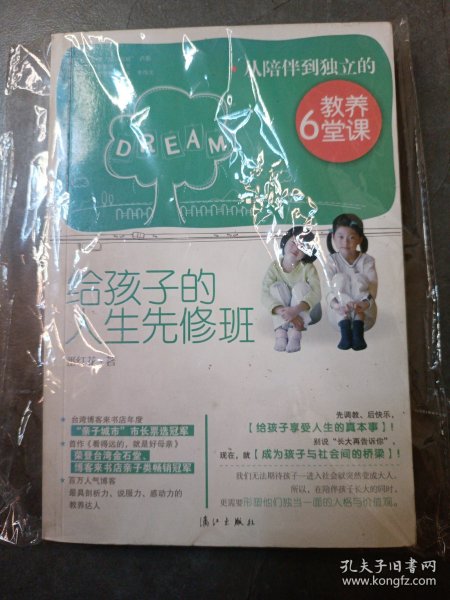 从陪伴到独立的
教养
6堂课
DREAM
给孩子的
人生先修班
著
台湾博客来书店年度
“亲子城市”市长票选冠军
首作《看得远的，就是好母亲》
荣登台湾金石堂、
博客来书店亲子类畅销冠军
百万人气博客
最具剖析力、说服力、感动力的
教养达人
先调教、后快乐，
【给孩子享受人生的真本事】！
别说“长大再告诉你”，
现在，就【成为孩子与社会间的桥梁】！
我们无法期待孩子一进入社会就突然变成大人，
所以，在陪伴孩子长大的同时，
更需要形塑他们独当一面的人格与价值观。
漓江出版社
孔夫子旧书网
www.kongfz.com